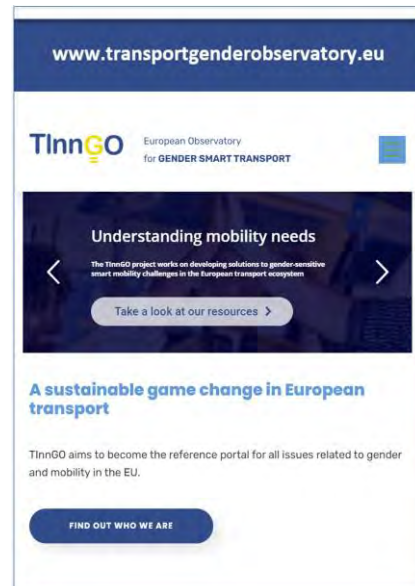 www.transportgenderobservatory.eu
TInnGO
European Observatory
for GENDER SMART TRANSPORT
Understanding mobility needs
The TInnGO project works on developing solutions to gender-sensitive
smart mobility challenges in the European transport ecosystem
Take a look at our resources
A sustainable game change in European
transport
TInnGO aims to become the reference portal for all issues related to gender
and mobility in the EU.
FIND OUT WHO WE ARE